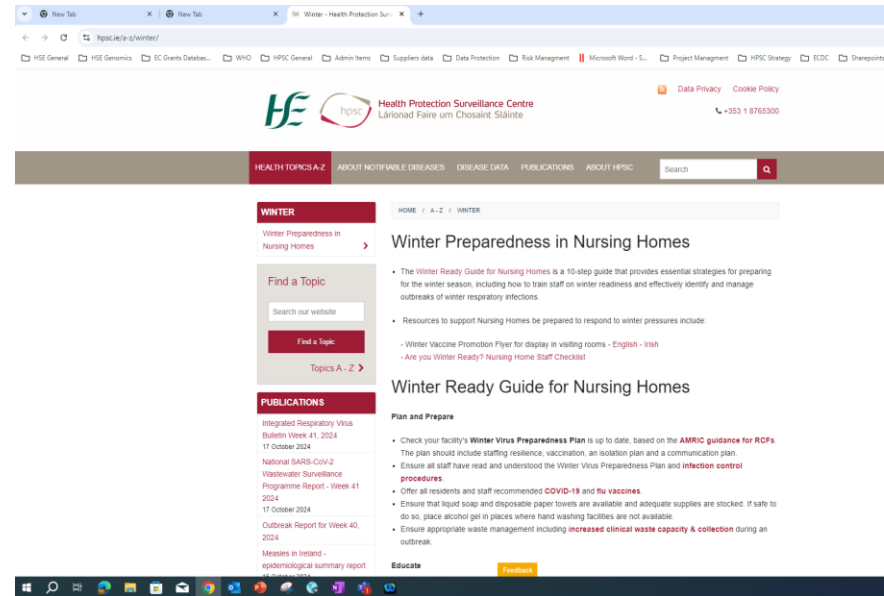 New Tab
New Tab
Winter - Health Protection Surv
hpsc.ie/a-z/winter/
HSE General HSE Genomics EC Grants Databas... WHO HPSC General Admin Items Suppliers data Data Protection Risk Managment Microsoft Word - S... Project Managment HPSC Strategy ECDC Sharepoints
Data Privacy Cookie Policy
+353 1 8765300
hpsc
Health Protection Surveillance Centre
Lárionad Faire um Chosaint Sláinte
HEALTH TOPICS A-Z ABOUT NOTIFIABLE DISEASES DISEASE DATA PUBLICATIONS ABOUT HPSC Search
WINTER
Winter Preparedness in
Nursing Homes
Find a Topic
Search our website
Find a Topic
Topics A - Z
PUBLICATIONS
Integrated Respiratory Virus
Bulletin Week 41, 2024
17 October 2024
National SARS-CoV-2
Wastewater Surveillance
Programme Report - Week 41
2024
17 October 2024
Outbreak Report for Week 40,
2024
Measles in Ireland -
epidemiological summary report
HOME / A-Z / WINTER
Winter Preparedness in Nursing Homes
• The Winter Ready Guide for Nursing Homes is a 10-step guide that provides essential strategies for preparing
for the winter season, including how to train staff on winter readiness and effectively identify and manage
outbreaks of winter respiratory infections.
• Resources to support Nursing Homes be prepared to respond to winter pressures include:
- Winter Vaccine Promotion Flyer for display in visiting rooms - English - Irish
- Are you Winter Ready? Nursing Home Staff Checklist
Winter Ready Guide for Nursing Homes
Plan and Prepare
• Check your facility's Winter Virus Preparedness Plan is up to date, based on the AMRIC guidance for RCFs.
The plan should include staffing resilience, vaccination, an isolation plan and a communication plan.
• Ensure all staff have read and understood the Winter Virus Preparedness Plan and infection control
procedures.
• Offer all residents and staff recommended COVID-19 and flu vaccines.
• Ensure that liquid soap and disposable paper towels are available and adequate supplies are stocked. If safe to
do so, place alcohol gel in places where hand washing facilities are not available.
• Ensure appropriate waste management including increased clinical waste capacity & collection during an
outbreak.
Educate
Feedback